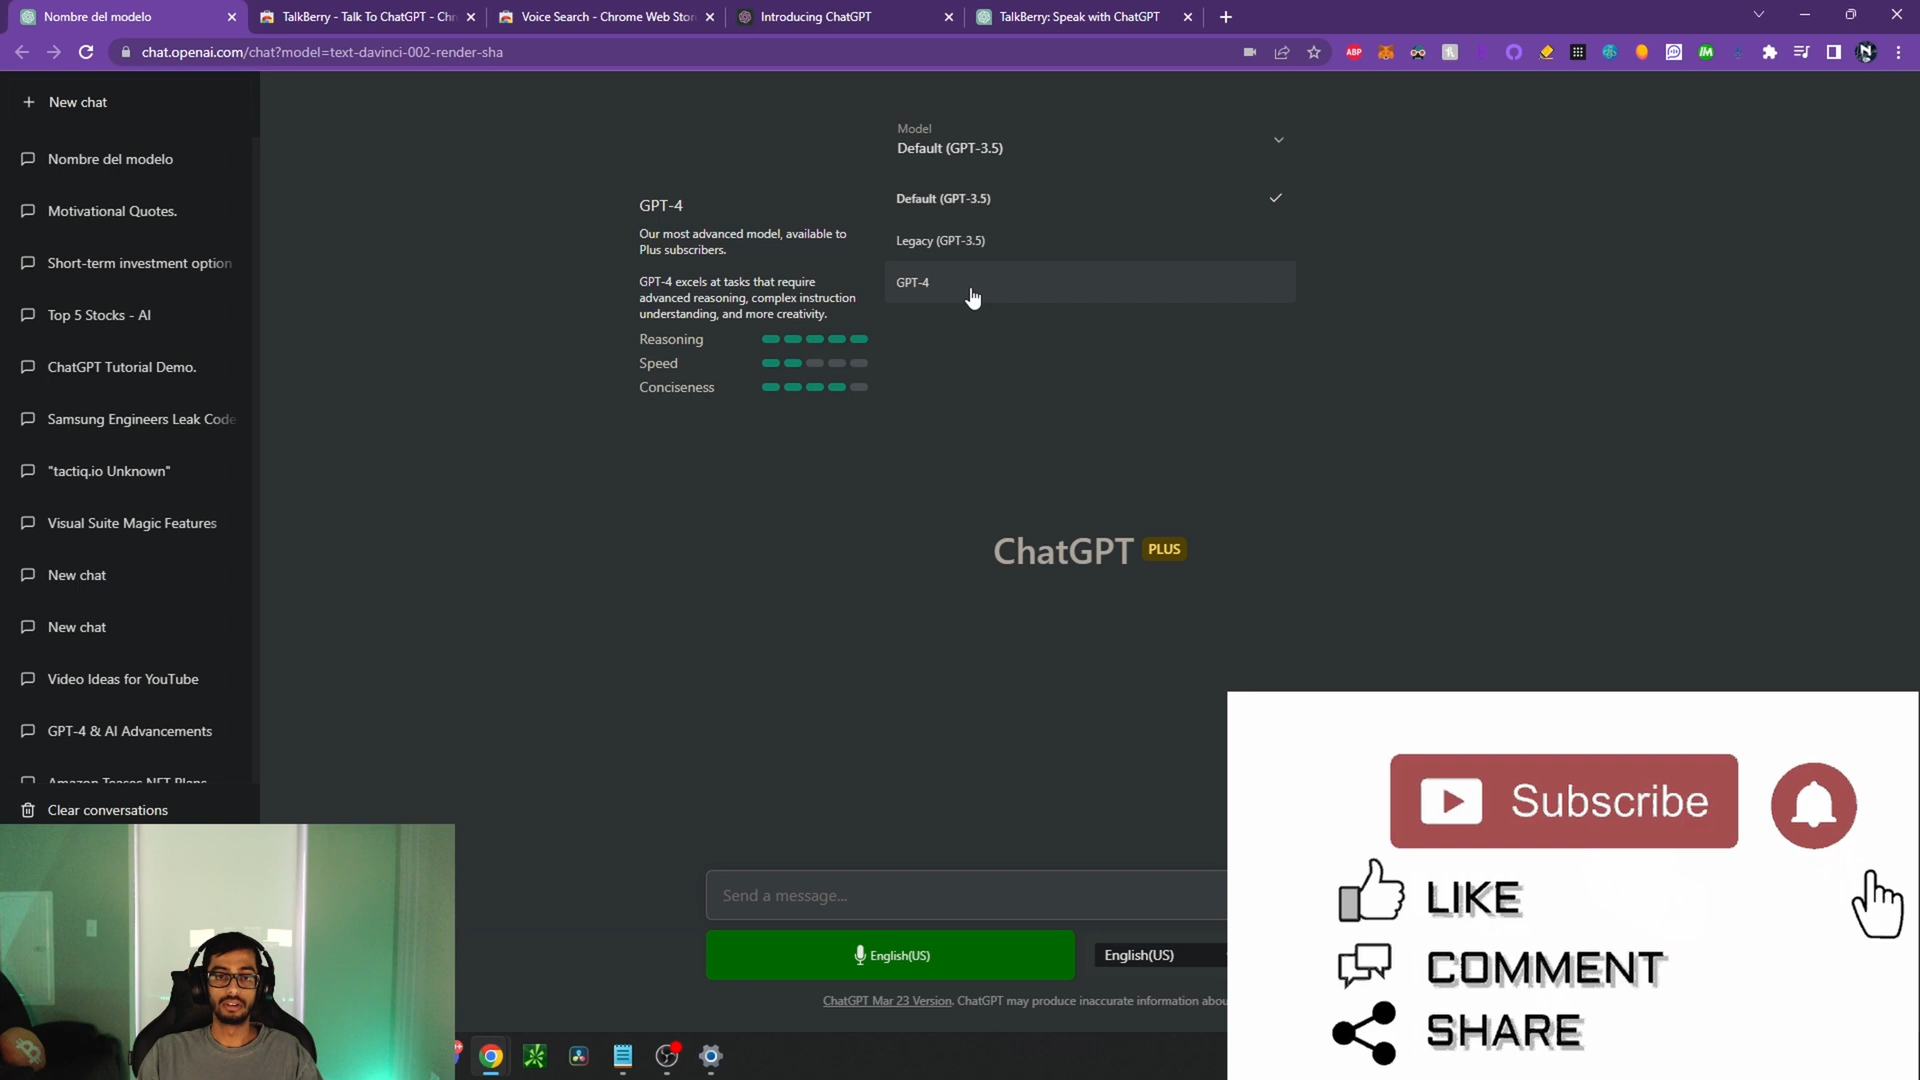 Nombre del modelo
TalkBerry - Talk To ChatGPT - Chr
Voice Search - Chrome Web Stor
Introducing ChatGPT
TalkBerry: Speak with ChatGPT
chat.openai.com/chat?model=text-davinci-002-render-sha
ABP
New chat
Nombre del modelo
Motivational Quotes.
Short-term investment option
Top 5 Stocks - AI
ChatGPT Tutorial Demo.
Samsung Engineers Leak Code
"tactiq.io Unknown"
Visual Suite Magic Features
New chat
New chat
Video Ideas for YouTube
GPT-4 & AI Advancements
Amazon Teases NFT Plans
Clear conversations
Model
Default (GPT-3.5)
Default (GPT-3.5)
Legacy (GPT-3.5)
GPT-4
GPT-4
Our most advanced model, available to
Plus subscribers.
GPT-4 excels at tasks that require
advanced reasoning, complex instruction
understanding, and more creativity.
Reasoning
Speed
Conciseness
ChatGPT PLUS
Send a message...
English(US)
English(US)
ChatGPT Mar 23 Version. ChatGPT may produce inaccurate information abou
Subscribe
LIKE
COMMENT
SHARE